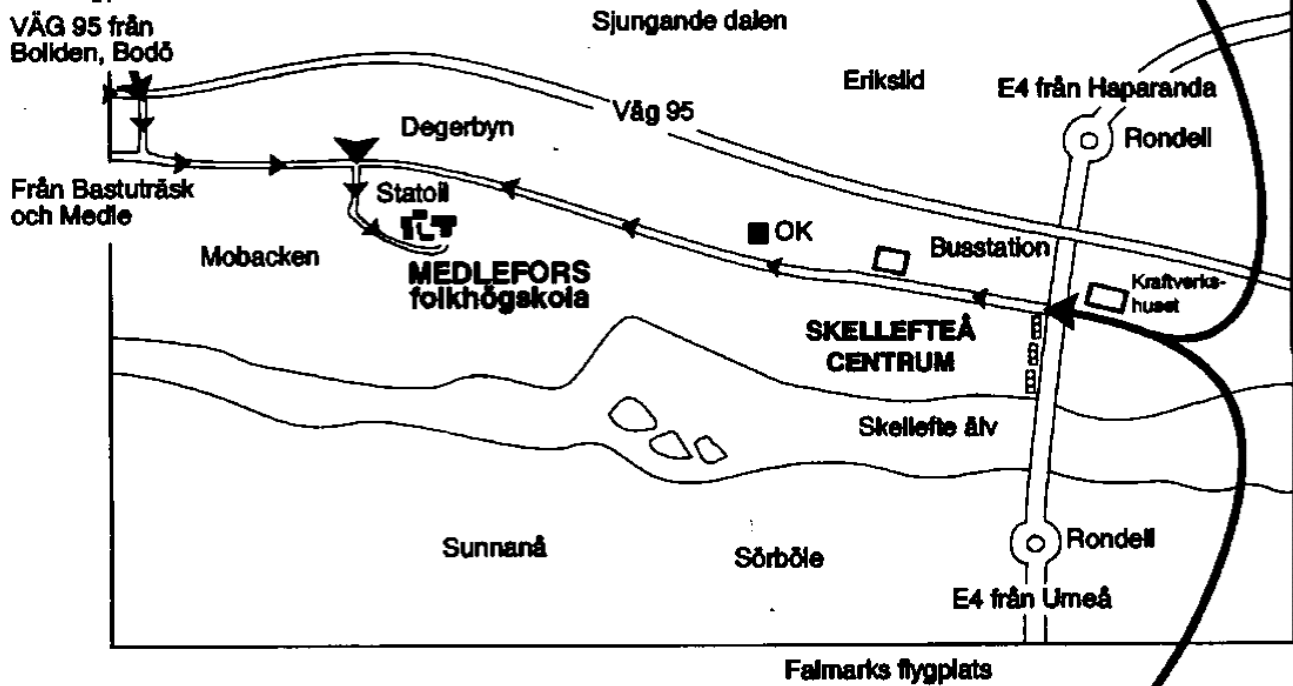 VÄG 95 från
Boliden, Bodö
Sjungande dalen
Erikslid
E4 från Haparanda
Väg 95
Degerbyn
Rondell
Från Bastuträsk
och Medle
Statoil
OK
Busstation
Mobacken
MEDLEFORS
folkhögskola
Kraftverks-
huset
SKELLEFTEÅ
CENTRUM
Skellefte älv
Sunnanå
Sörböle
Rondell
E4 från Umeå
Falmarks flygplats